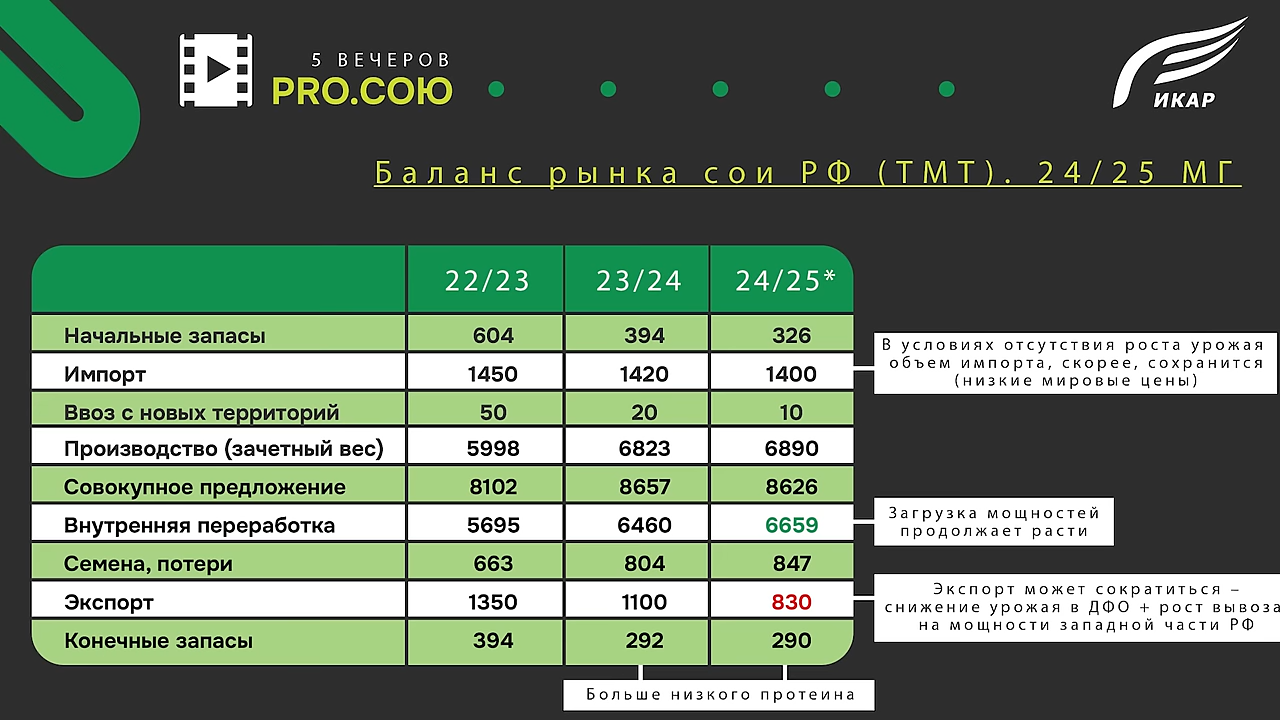 5 ВЕЧЕРОВ
PRO.СОЮ
ИКАР
Баланс рынка сои РФ (ТМТ). 24/25 МГ
22/23 23/24 24/25*
Начальные запасы 604 394 326
Импорт 1450 1420 1400
Ввоз с новых территорий 50 20 10
Производство (зачетный вес) 5998 6823 6890
Совокупное предложение 8102 8657 8626
Внутренняя переработка 5695 6460 6659
Семена, потери 663 804 847
Экспорт 1350 1100 830
Конечные запасы 394 292 290
В условиях отсутствия роста урожая
объем импорта, скорее, сохранится
(низкие мировые цены)
Загрузка мощностей
продолжает расти
Экспорт может сократиться –
снижение урожая в ДФО + рост вывоза
на мощности западной части РФ
Больше низкого протеина